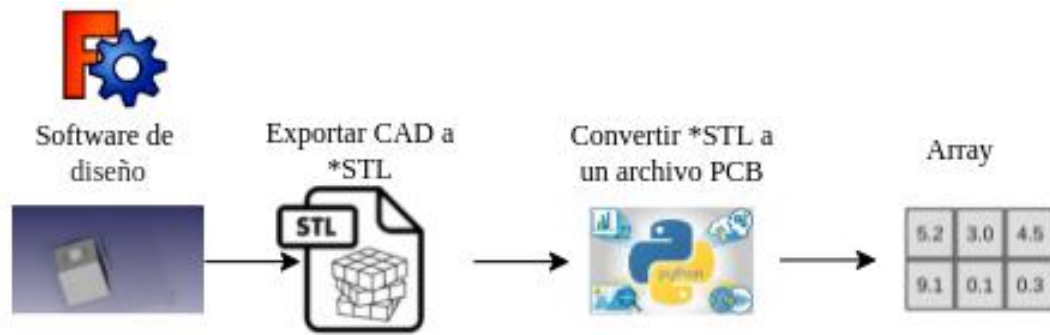 Software de
diseño
Exportar CAD a
*STL
Convertir *STL a
un archivo PCB
Array
STL
python
5.2 3.0 4.5
9.1 0.1 0.3